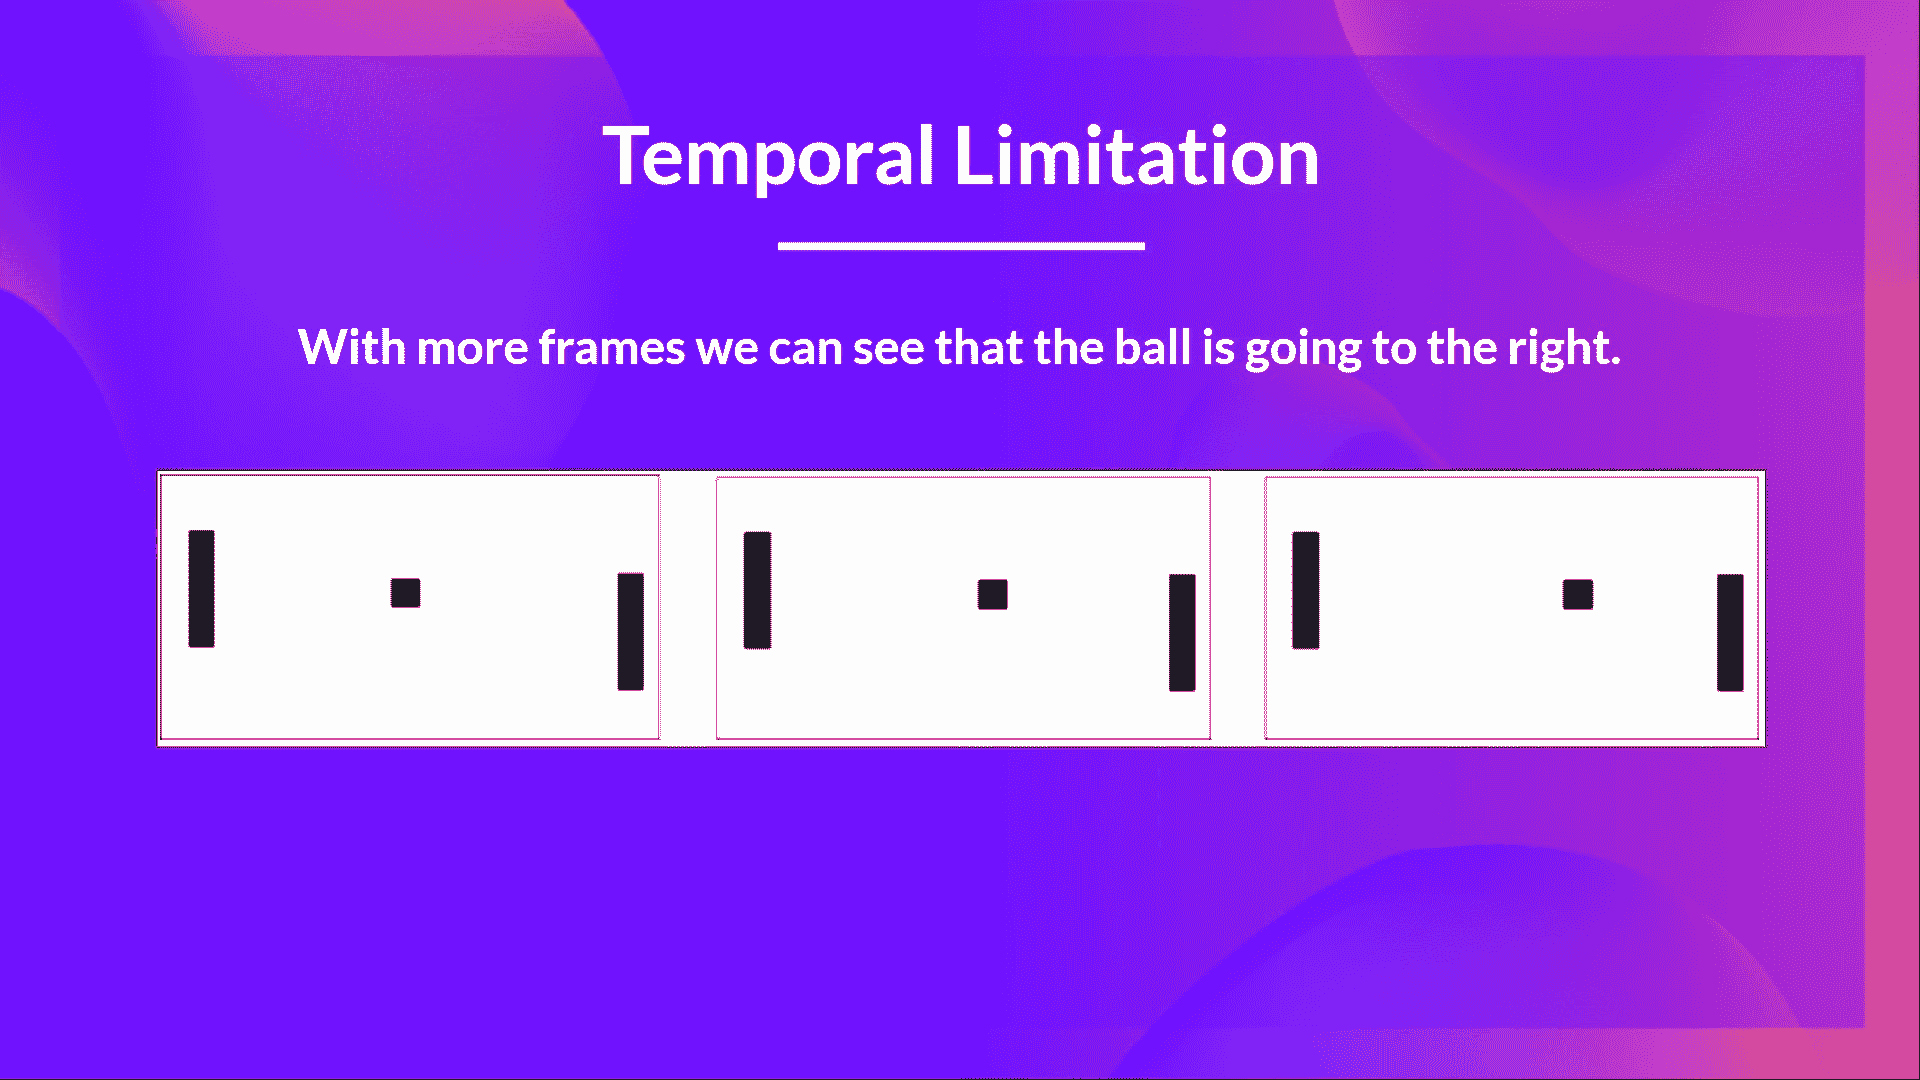 Temporal Limitation
With more frames we can see that the ball is going to the right.